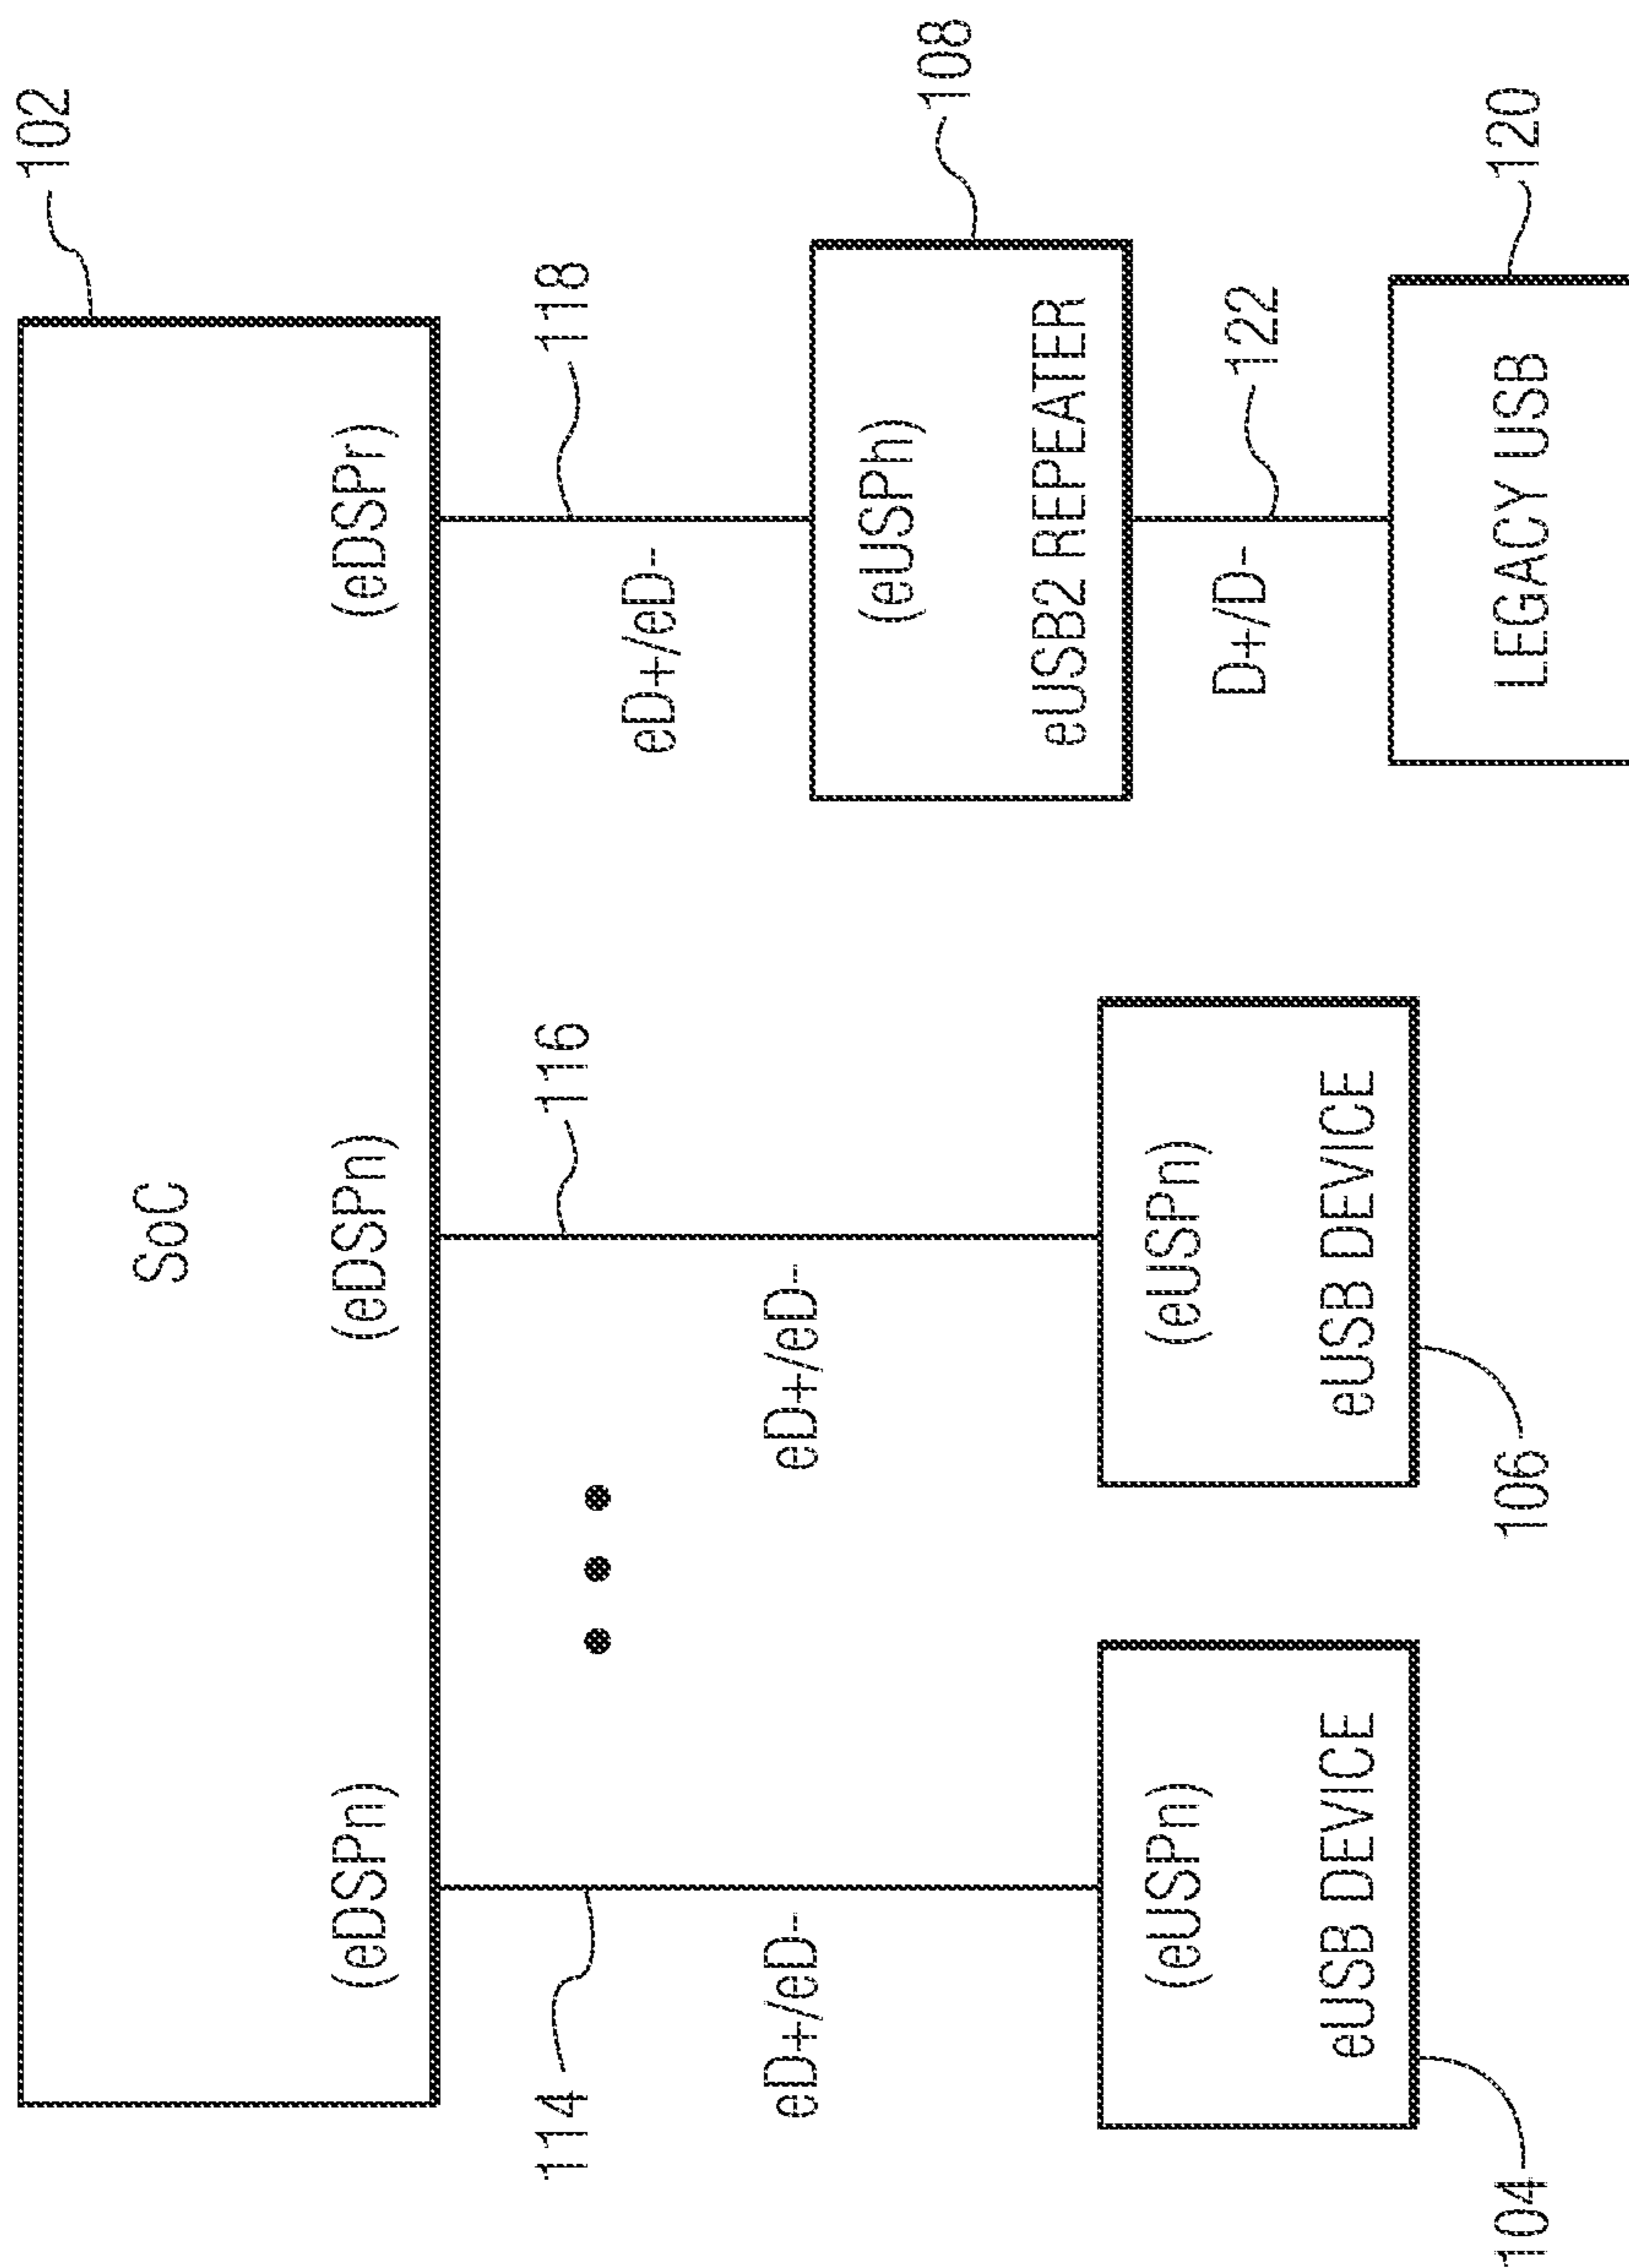 102
SoC
(eDSPn)
(eDSPn)
(eDSPr)
114
116
118
eD+/eD-
108
eD+/eD-
eD+/eD-
(eUSPh)
eUSB2 REPEATER
(eUSPn)
eUSB DEVICE
(eUSPn)
eUSB DEVICE
D+/D-
122
104
106
LEGACY USB
120